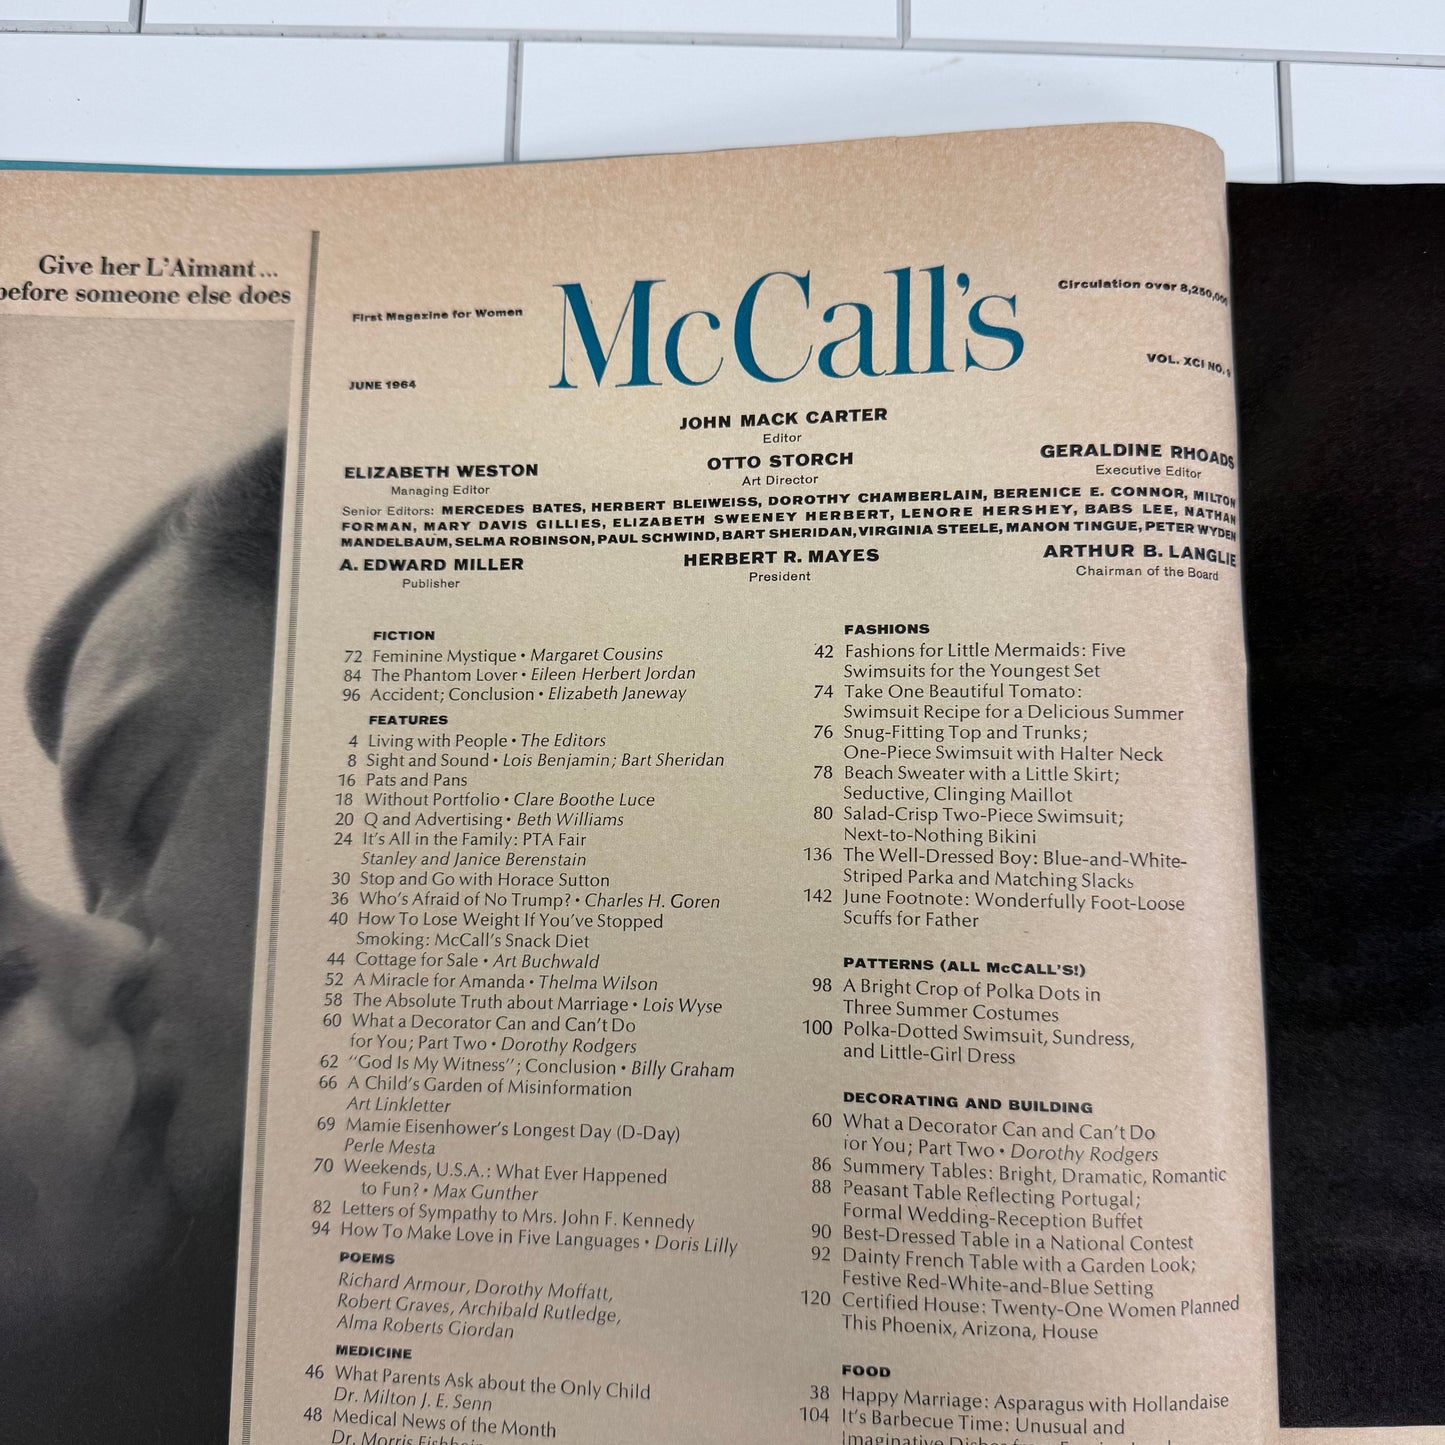 Give her L'Aimant...
before someone else does
First Magazine for Women
McCall's
Circulation over 8,250,000
JUNE 1964
VOL. XCI NO. 9
JOHN MACK CARTER
Editor
ELIZABETH WESTON
Managing Editor
OTTO STORCH
Art Director
GERALDINE RHOADS
Executive Editor
Senior Editors: MERCEDES BATES, HERBERT BLEIWEISS, DOROTHY CHAMBERLAIN, BERENICE E. CONNOR, MILTON
FORMAN, MARY DAVIS GILLIES, ELIZABETH SWEENEY HERBERT, LENORE HERSHEY, BABS LEE, NATHAN
MANDELBAUM, SELMA ROBINSON, PAUL SCHWIND, BART SHERIDAN, VIRGINIA STEELE, MANON TINGUE, PETER WYDEN
A. EDWARD MILLER
Publisher
HERBERT R. MAYES
President
ARTHUR B. LANGLIE
Chairman of the Board
FICTION
72 Feminine Mystique • Margaret Cousins
84 The Phantom Lover • Eileen Herbert Jordan
96 Accident; Conclusion • Elizabeth Janeway
FEATURES
4 Living with People • The Editors
8 Sight and Sound • Lois Benjamin; Bart Sheridan
16 Pats and Pans
18 Without Portfolio • Clare Boothe Luce
20 Q and Advertising • Beth Williams
24 It's All in the Family: PTA Fair
Stanley and Janice Berenstain
30 Stop and Go with Horace Sutton
36 Who's Afraid of No Trump? • Charles H. Goren
40 How To Lose Weight If You've Stopped
Smoking: McCall's Snack Diet
44 Cottage for Sale • Art Buchwald
52 A Miracle for Amanda • Thelma Wilson
58 The Absolute Truth about Marriage • Lois Wyse
60 What a Decorator Can and Can't Do
for You; Part Two • Dorothy Rodgers
62 "God Is My Witness"; Conclusion • Billy Graham
66 A Child's Garden of Misinformation
Art Linkletter
69 Mamie Eisenhower's Longest Day (D-Day)
Perle Mesta
70 Weekends, U.S.A.: What Ever Happened
to Fun? • Max Gunther
82 Letters of Sympathy to Mrs. John F. Kennedy
94 How To Make Love in Five Languages • Doris Lilly
POEMS
Richard Armour, Dorothy Moffatt,
Robert Graves, Archibald Rutledge,
Alma Roberts Giordan
MEDICINE
46 What Parents Ask about the Only Child
Dr. Milton J. E. Senn
48 Medical News of the Month
Dr. Morris Fishbein
FASHIONS
42 Fashions for Little Mermaids: Five
Swimsuits for the Youngest Set
74 Take One Beautiful Tomato:
Swimsuit Recipe for a Delicious Summer
76 Snug-Fitting Top and Trunks;
One-Piece Swimsuit with Halter Neck
78 Beach Sweater with a Little Skirt;
Seductive, Clinging Maillot
80 Salad-Crisp Two-Piece Swimsuit;
Next-to-Nothing Bikini
136 The Well-Dressed Boy: Blue-and-White-
Striped Parka and Matching Slacks
142 June Footnote: Wonderfully Foot-Loose
Scuffs for Father
PATTERNS (ALL McCALL'S!)
98 A Bright Crop of Polka Dots in
Three Summer Costumes
100 Polka-Dotted Swimsuit, Sundress,
and Little-Girl Dress
DECORATING AND BUILDING
60 What a Decorator Can and Can't Do
for You; Part Two • Dorothy Rodgers
86 Summery Tables: Bright, Dramatic, Romantic
88 Peasant Table Reflecting Portugal;
Formal Wedding-Reception Buffet
90 Best-Dressed Table in a National Contest
92 Dainty French Table with a Garden Look;
Festive Red-White-and-Blue Setting
120 Certified House: Twenty-One Women Planned
This Phoenix, Arizona, House
FOOD
38 Happy Marriage: Asparagus with Hollandaise
104 It's Barbecue Time: Unusual and
Imaginative Dishes